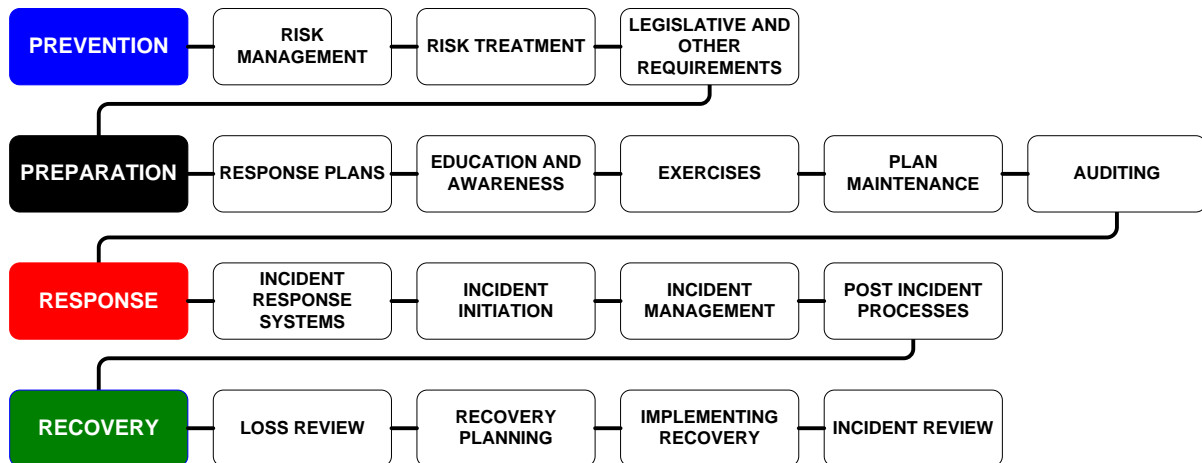 PREVENTION
RISK
MANAGEMENT
RISK TREATMENT
LEGISLATIVE AND
OTHER
REQUIREMENTS
PREPARATION
RESPONSE PLANS
EDUCATION AND
AWARENESS
EXERCISES
PLAN
MAINTENANCE
AUDITING
RESPONSE
INCIDENT
RESPONSE
SYSTEMS
INCIDENT
INITIATION
INCIDENT
MANAGEMENT
POST INCIDENT
PROCESSES
RECOVERY
LOSS REVIEW
RECOVERY
PLANNING
IMPLEMENTING
RECOVERY
INCIDENT REVIEW